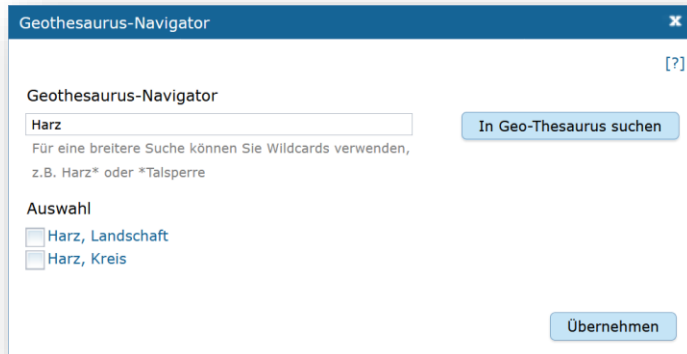 Geothesaurus-Navigator x
[?]
Geothesaurus-Navigator
Harz In Geo-Thesaurus suchen
Für eine breitere Suche können Sie Wildcards verwenden,
z.B. Harz* oder *Talsperre
Auswahl
Harz, Landschaft
Harz, Kreis
Übernehmen